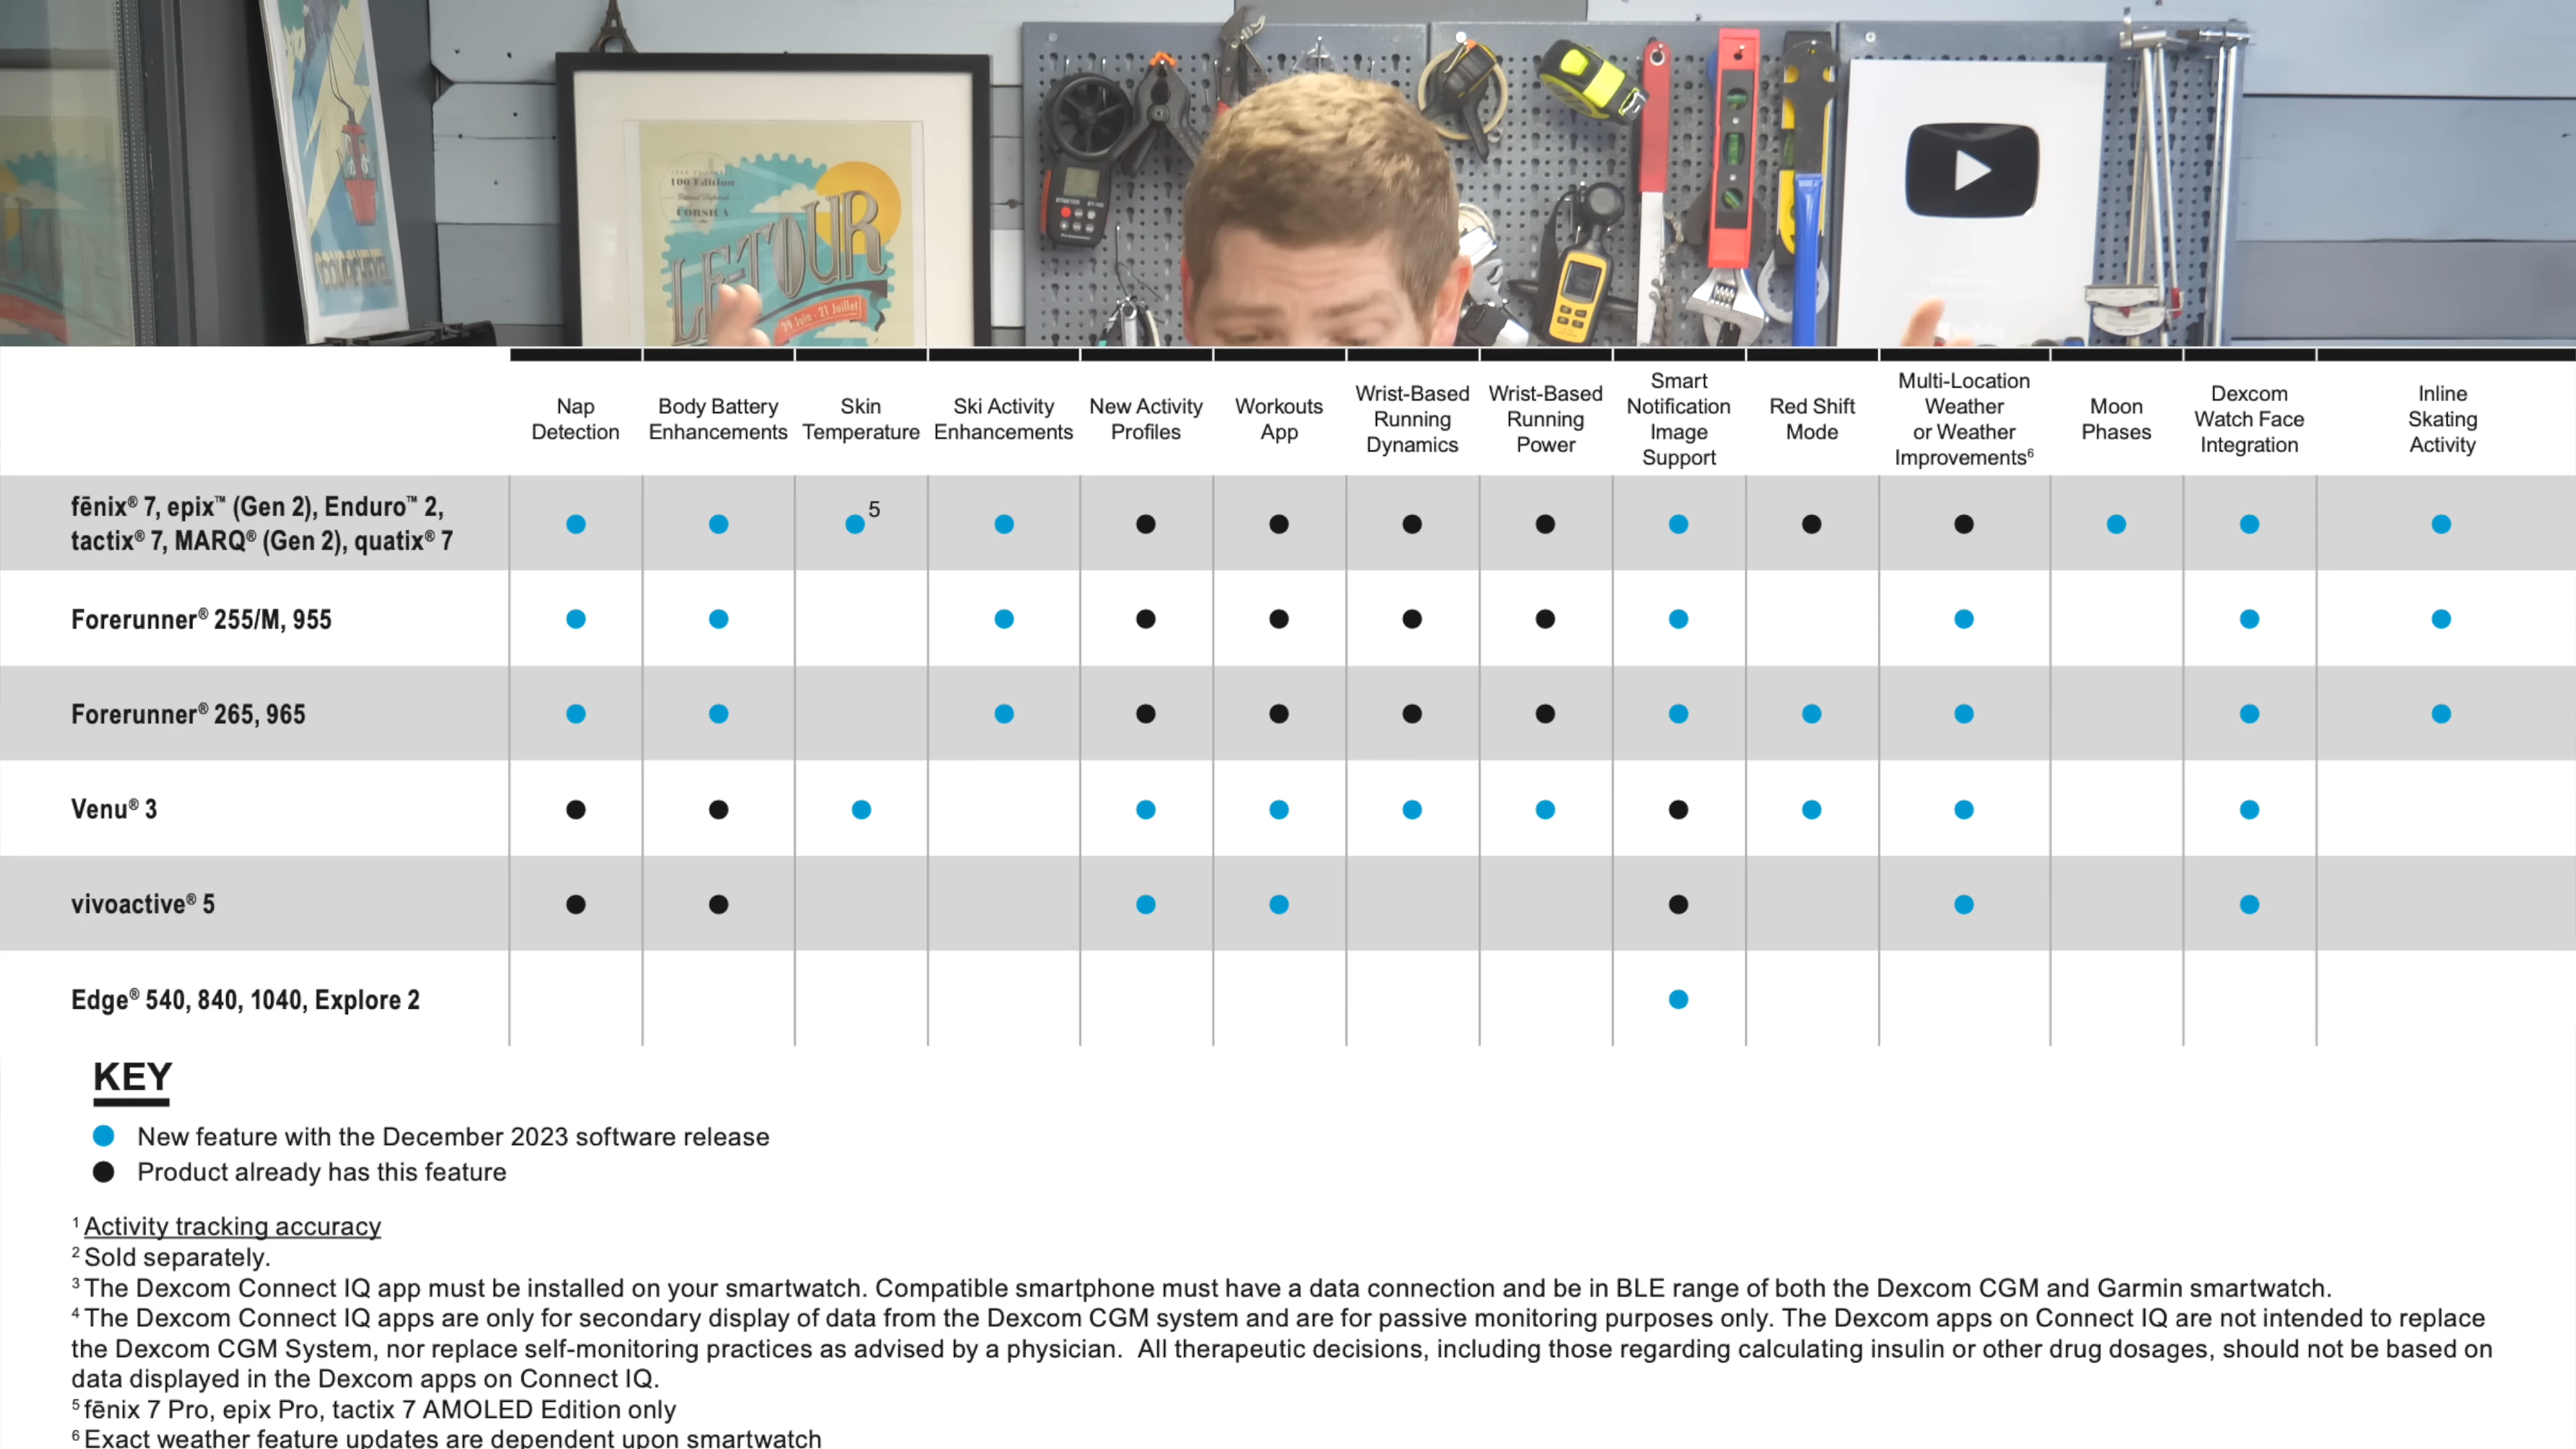 100 Edition
CORSICA
LE TOUR
29 Juin - 21 Juillet
Nap
Detection
Body Battery
Enhancements
Skin
Temperature
Ski Activity
Enhancements
New Activity
Profiles
Workouts
App
Wrist-Based
Running
Dynamics
Wrist-Based
Running
Power
Smart
Notification
Image
Support
Red Shift
Mode
Multi-Location
Weather
or Weather
Improvements⁶
Moon
Phases
Dexcom
Watch Face
Integration
Inline
Skating
Activity
fēnix® 7, epix™ (Gen 2), Enduro™ 2,
tactix® 7, MARQ® (Gen 2), quatix® 7
5
Forerunner® 255/M, 955
Forerunner® 265, 965
Venu® 3
vivoactive® 5
Edge® 540, 840, 1040, Explore 2
KEY
New feature with the December 2023 software release
Product already has this feature
¹ Activity tracking accuracy
² Sold separately.
³ The Dexcom Connect IQ app must be installed on your smartwatch. Compatible smartphone must have a data connection and be in BLE range of both the Dexcom CGM and Garmin smartwatch.
⁴ The Dexcom Connect IQ apps are only for secondary display of data from the Dexcom CGM system and are for passive monitoring purposes only. The Dexcom apps on Connect IQ are not intended to replace
the Dexcom CGM System, nor replace self-monitoring practices as advised by a physician. All therapeutic decisions, including those regarding calculating insulin or other drug dosages, should not be based on
data displayed in the Dexcom apps on Connect IQ.
⁵ fēnix 7 Pro, epix Pro, tactix 7 AMOLED Edition only
⁶ Exact weather feature updates are dependent upon smartwatch